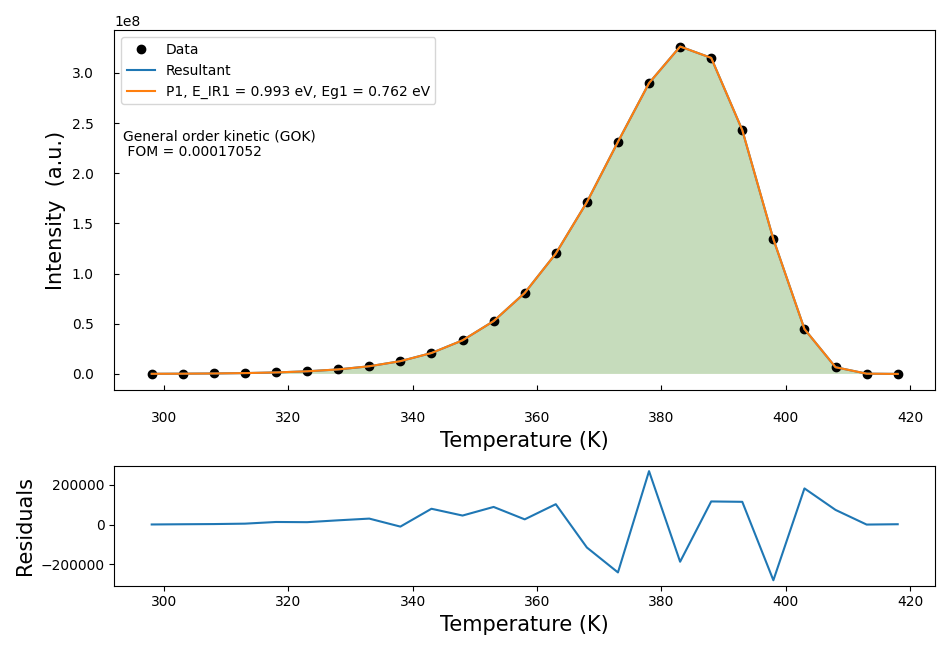 1e8
Data
Resultant
P1, E_IR1 = 0.993 eV, Eg1 = 0.762 eV
General order kinetic (GOK)
FOM = 0.00017052
Intensity  (a.u.)
3.0
2.5
2.0
1.5
1.0
0.5
0.0
300 320 340 360 380 400 420
Temperature (K)
Residuals
200000
0
−200000
300 320 340 360 380 400 420
Temperature (K)